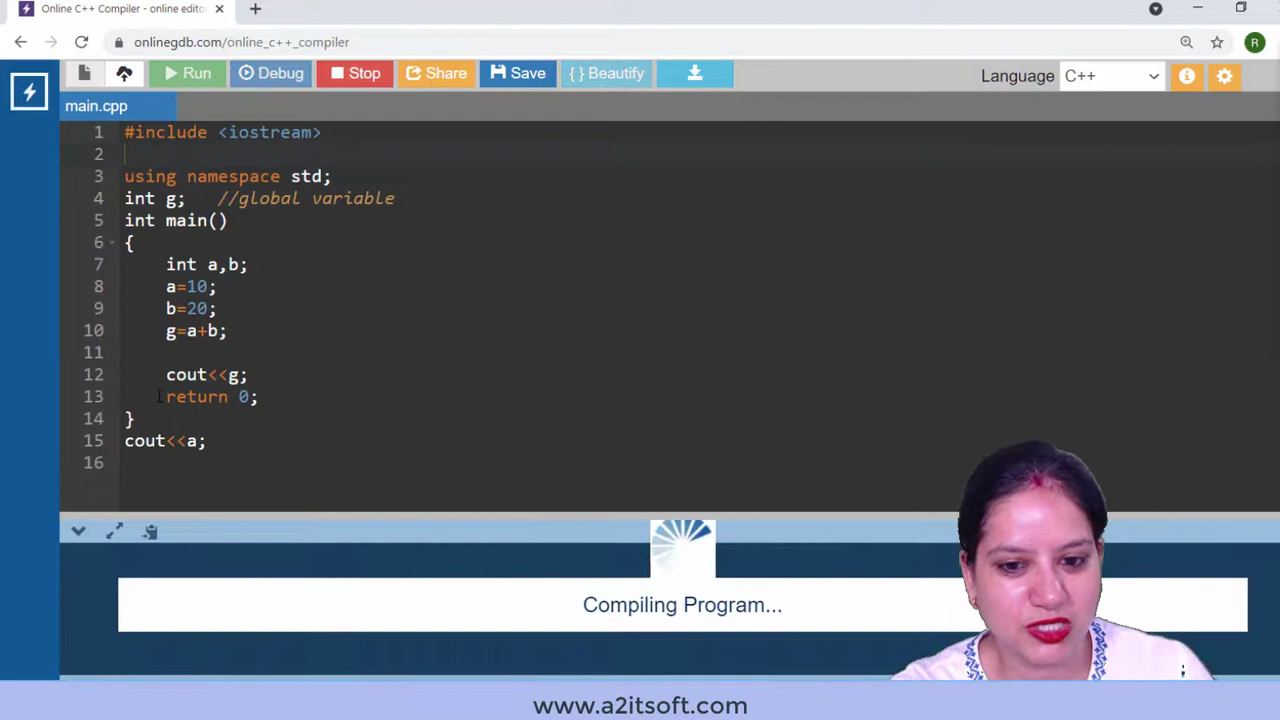 Online C++ Compiler - online edito
onlinegdb.com/online_c++_compiler
R
Run
Debug
Stop
Share
Save
{ } Beautify
Language
C++
main.cpp
1 #include <iostream>
2
3 using namespace std;
4 int g;   //global variable
5 int main()
6 {
7     int a,b;
8     a=10;
9     b=20;
10     g=a+b;
11
12     cout<<g;
13     return 0;
14 }
15 cout<<a;
16
Compiling Program...
www.a2itsoft.com